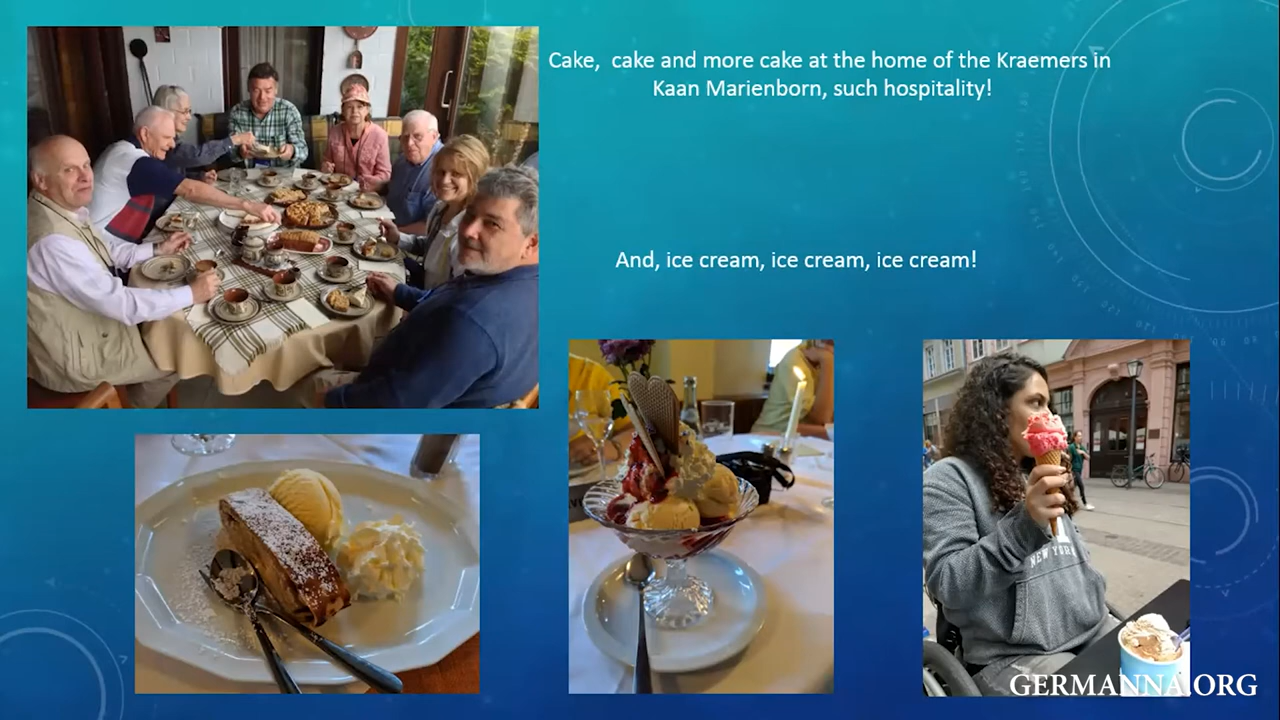 Cake, cake and more cake at the home of the Kraemers in
Kaan Marienborn, such hospitality!
And, ice cream, ice cream, ice cream!
NEW YORK
GERMANNA.ORG